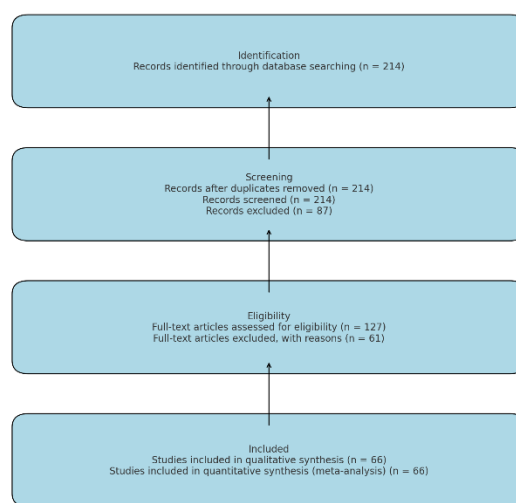 Identification
Records identified through database searching (n = 214)
Screening
Records after duplicates removed (n = 214)
Records screened (n = 214)
Records excluded (n = 87)
Eligibility
Full-text articles assessed for eligibility (n = 127)
Full-text articles excluded, with reasons (n = 61)
Included
Studies included in qualitative synthesis (n = 66)
Studies included in quantitative synthesis (meta-analysis) (n = 66)